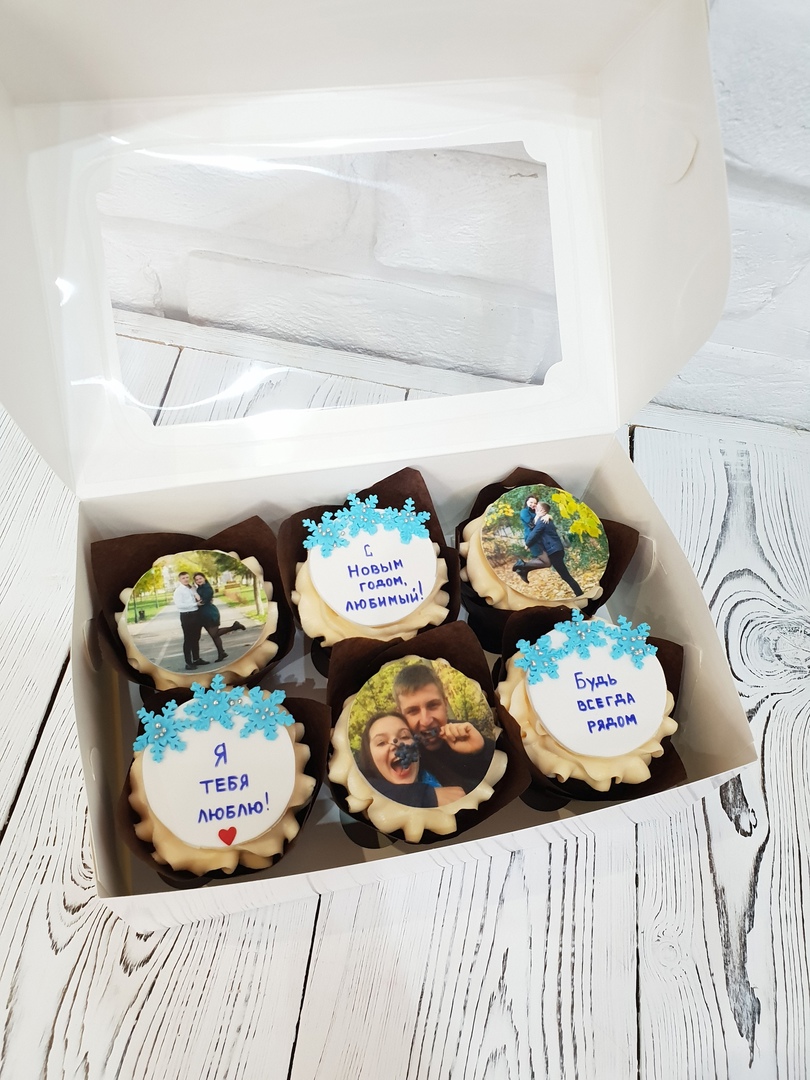 С
Новым
годом,
любимый!
Я
тебя
люблю!
Будь
всегда
рядом